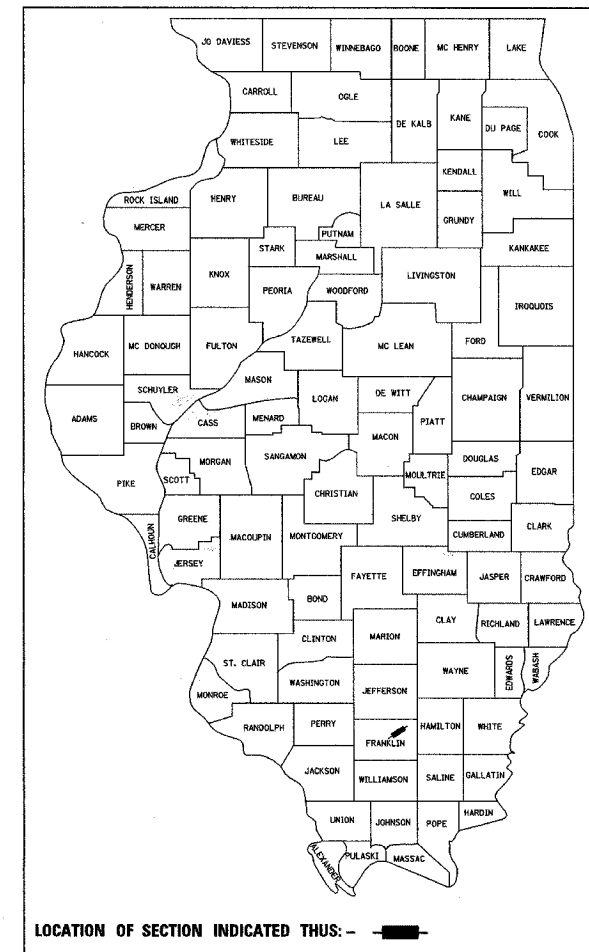 JO DAVIESS
STEVENSON
WINNEBAGO
BOONE
MC HENRY
LAKE
CARROLL
OGLE
DE KALB
KANE
DU PAGE
COOK
WHITESIDE
LEE
KENDALL
WILL
ROCK ISLAND
HENRY
BUREAU
LA SALLE
GRUNDY
MERCER
PUTNAM
STARK
MARSHALL
KANKAKEE
HENDERSON
WARREN
KNOX
PEORIA
WOODFORD
LIVINGSTON
IROQUOIS
HANCOCK
MC DONOUGH
FULTON
TAZEWELL
MC LEAN
FORD
MASON
SCHUYLER
LOGAN
DE WITT
CHAMPAIGN
VERMILION
ADAMS
BROWN
CASS
MENARD
PIATT
MACON
SANGAMON
DOUGLAS
EDGAR
PIKE
SCOTT
MORGAN
MOULTRIE
CHRISTIAN
COLES
GREENE
SHELBY
CALHOUN
MACOUPIN
MONTGOMERY
CUMBERLAND
CLARK
JERSEY
FAYETTE
EFFINGHAM
JASPER
CRAWFORD
MADISON
BOND
CLAY
RICHLAND
LAWRENCE
CLINTON
MARION
ST. CLAIR
WAYNE
EDWARDS
WABASH
WASHINGTON
JEFFERSON
MONROE
RANDOLPH
PERRY
HAMILTON
WHITE
FRANKLIN
JACKSON
WILLIAMSON
SALINE
GALLATIN
UNION
JOHNSON
POPE
HARDIN
ALEXANDER
PULASKI
MASSAC
LOCATION OF SECTION INDICATED THUS: -